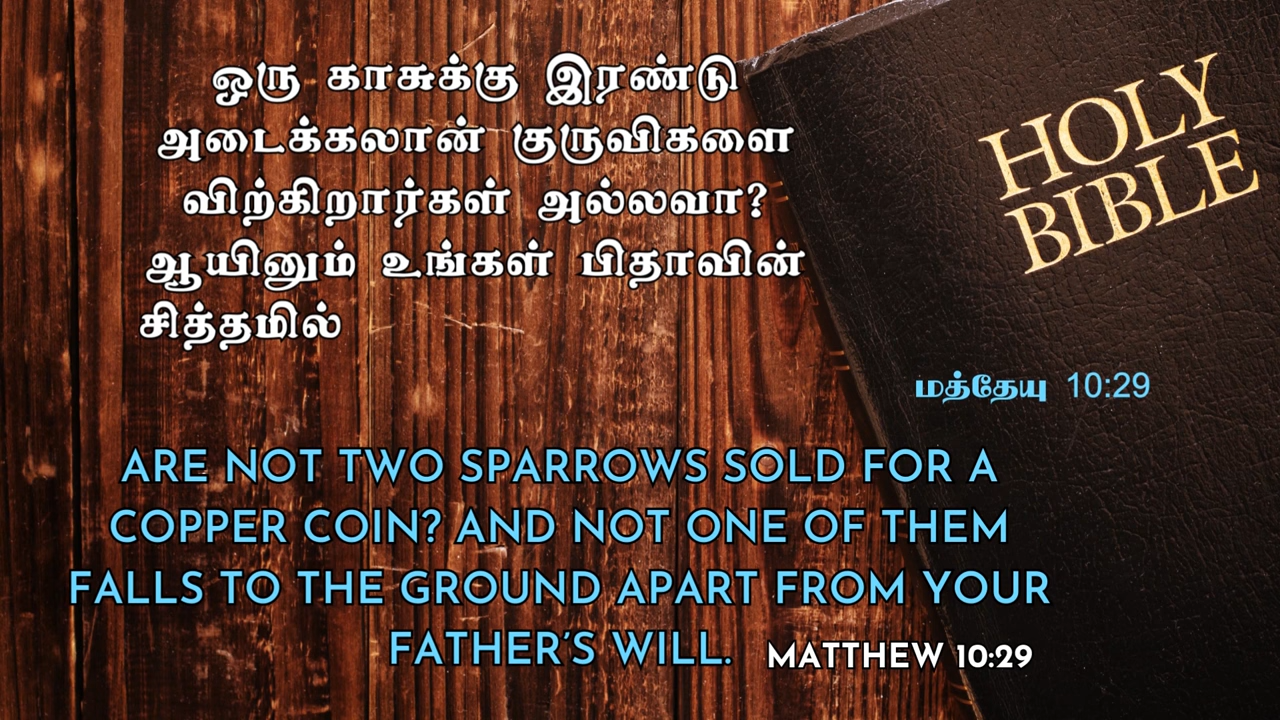 ஒரு காசுக்கு இரண்டு
அடைக்கலான் குருவிகளை
விற்கிறார்கள் அல்லவா?
ஆயினும் உங்கள் பிதாவின்
சித்தமில்
HOLY
BIBLE
மத்தேயு 10:29
ARE NOT TWO SPARROWS SOLD FOR A
COPPER COIN? AND NOT ONE OF THEM
FALLS TO THE GROUND APART FROM YOUR
FATHER’S WILL. MATTHEW 10:29